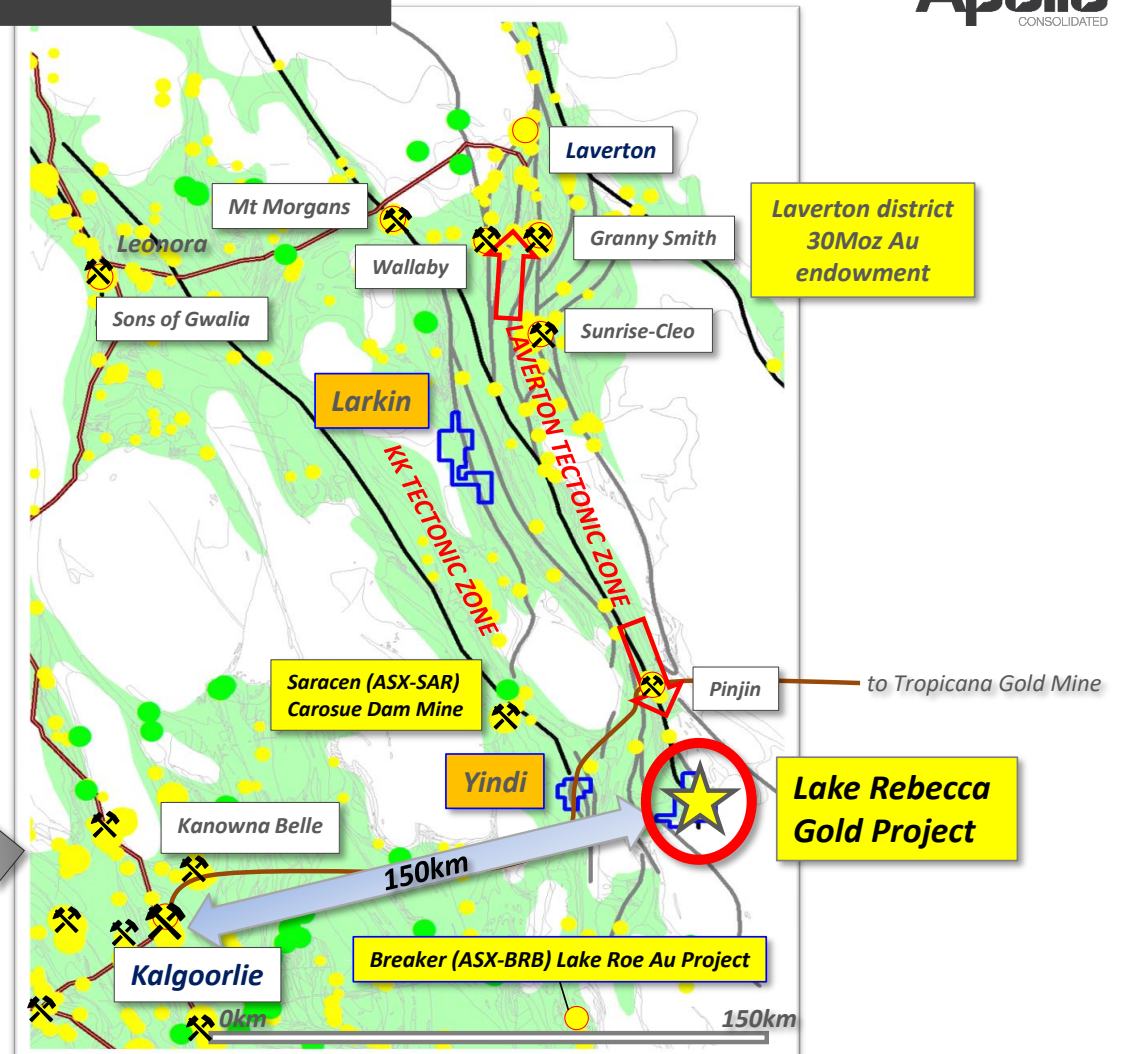 Apollo
CONSOLIDATED
Laverton
Mt Morgans
Laverton district
30Moz Au
endowment
Leonora
Granny Smith
Wallaby
Sons of Gwalia
Sunrise-Cleo
LAVERTON TECTONIC ZONE
Larkin
KK TECTONIC ZONE
Saracen (ASX-SAR)
Carosue Dam Mine
Pinjin
to Tropicana Gold Mine
Yindi
Lake Rebecca
Gold Project
Kanowna Belle
150km
Breaker (ASX-BRB) Lake Roe Au Project
Kalgoorlie
0km
150km